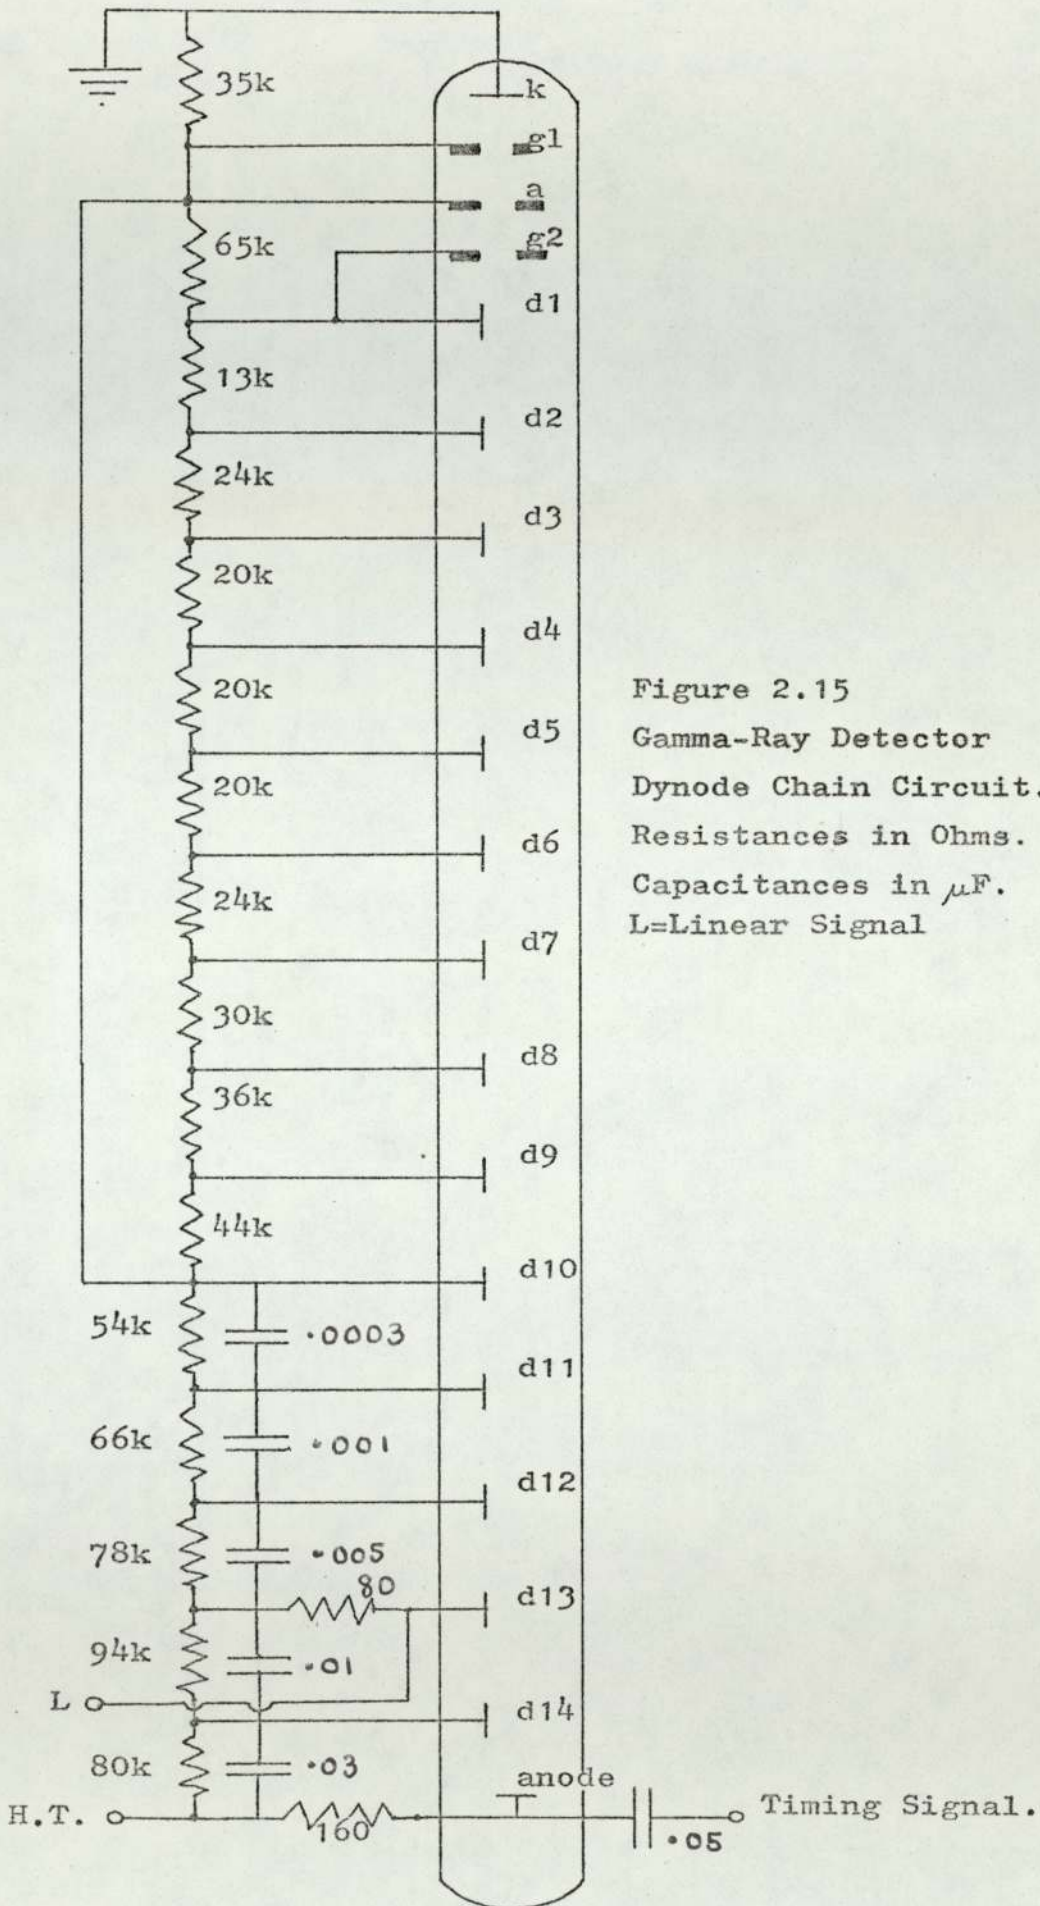 35k
k
g1
a
65k
g2
d1
13k
d2
24k
d3
20k
d4
20k
d5
20k
d6
24k
d7
30k
d8
36k
d9
44k
d10
54k
.0003
d11
66k
.001
d12
78k
.005
80
d13
94k
.01
L
d14
80k
.03
anode
H.T.
160
.05
Timing Signal.
Figure 2.15
Gamma-Ray Detector
Dynode Chain Circuit.
Resistances in Ohms.
Capacitances in μF.
L=Linear Signal